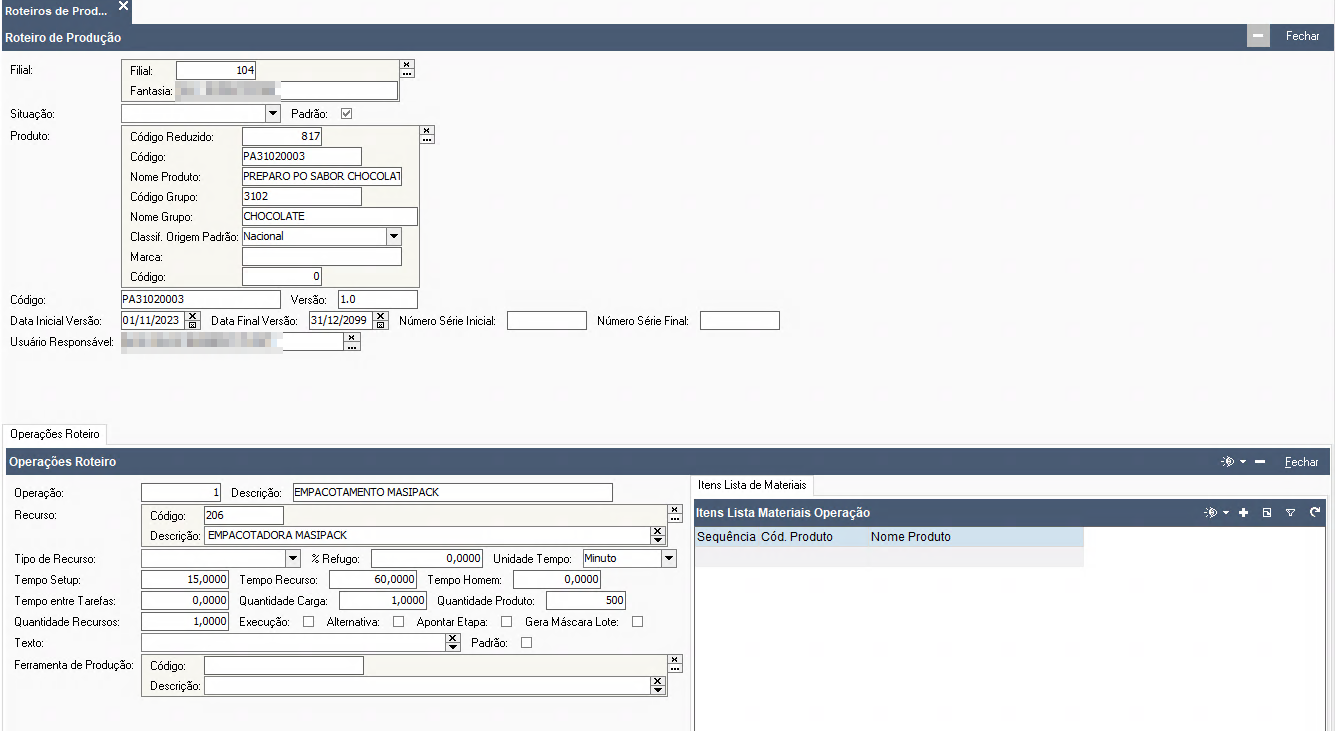 Roteiros de Prod...
Roteiro de Produção Fechar
Filial: Filial: 104
Fantasia:
Situação: Padrão:
Produto: Código Reduzido: 817
Código: PA31020003
Nome Produto: PREPARO PO SABOR CHOCOLAT
Código Grupo: 3102
Nome Grupo: CHOCOLATE
Classif. Origem Padrão: Nacional
Marca:
Código: 0
Código: PA31020003 Versão: 1.0
Data Inicial Versão: 01/11/2023 Data Final Versão: 31/12/2099 Número Série Inicial: Número Série Final:
Usuário Responsável:
Operações Roteiro
Operações Roteiro Fechar
Operação: 1 Descrição: EMPACOTAMENTO MASIPACK Itens Lista de Materiais
Recurso: Código: 206 Itens Lista Materiais Operação
Descrição: EMPACOTADORA MASIPACK Sequência Cód. Produto Nome Produto
Tipo de Recurso: % Refugo: 0,0000 Unidade Tempo: Minuto
Tempo Setup: 15,0000 Tempo Recurso: 60,0000 Tempo Homem: 0,0000
Tempo entre Tarefas: 0,0000 Quantidade Carga: 1,0000 Quantidade Produto: 500
Quantidade Recursos: 1,0000 Execução: Alternativa: Apontar Etapa: Gera Máscara Lote:
Texto: Padrão:
Ferramenta de Produção: Código:
Descrição: